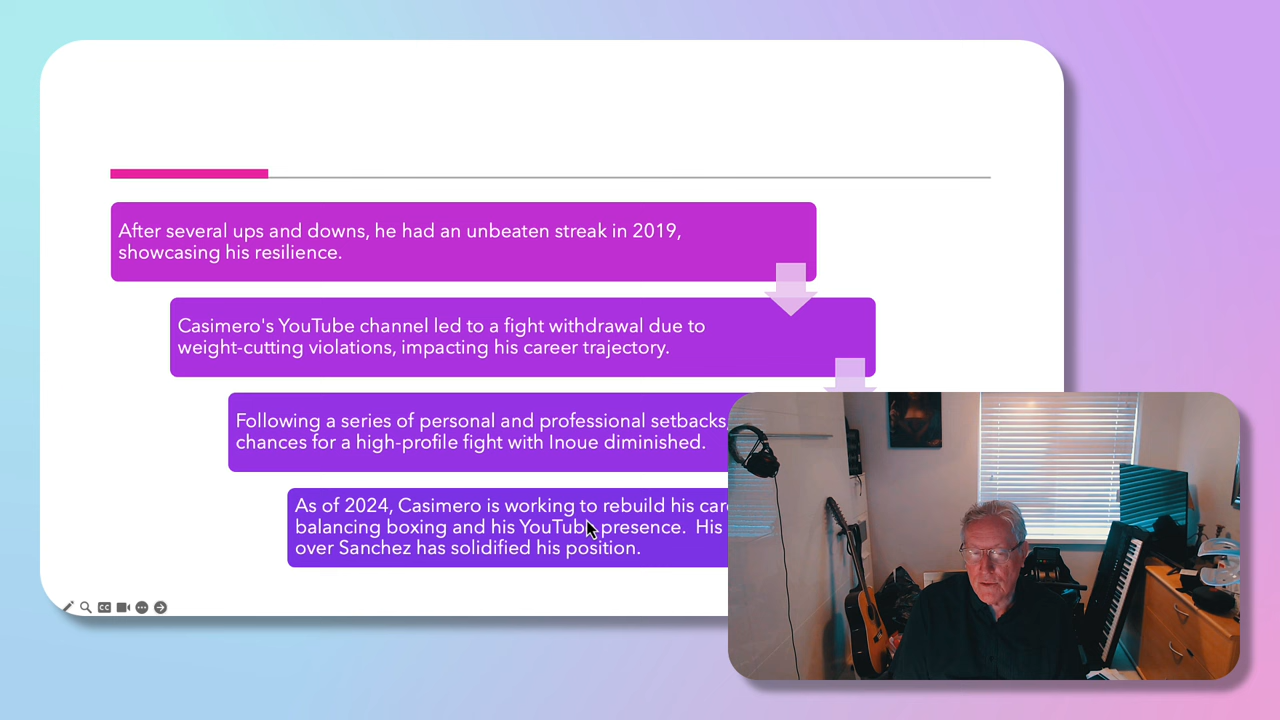 After several ups and downs, he had an unbeaten streak in 2019,
showcasing his resilience.
Casimero's YouTube channel led to a fight withdrawal due to
weight-cutting violations, impacting his career trajectory.
Following a series of personal and professional setbacks,
chances for a high-profile fight with Inoue diminished.
As of 2024, Casimero is working to rebuild his
balancing boxing and his YouTube presence. His
over Sanchez has solidified his position.
CC